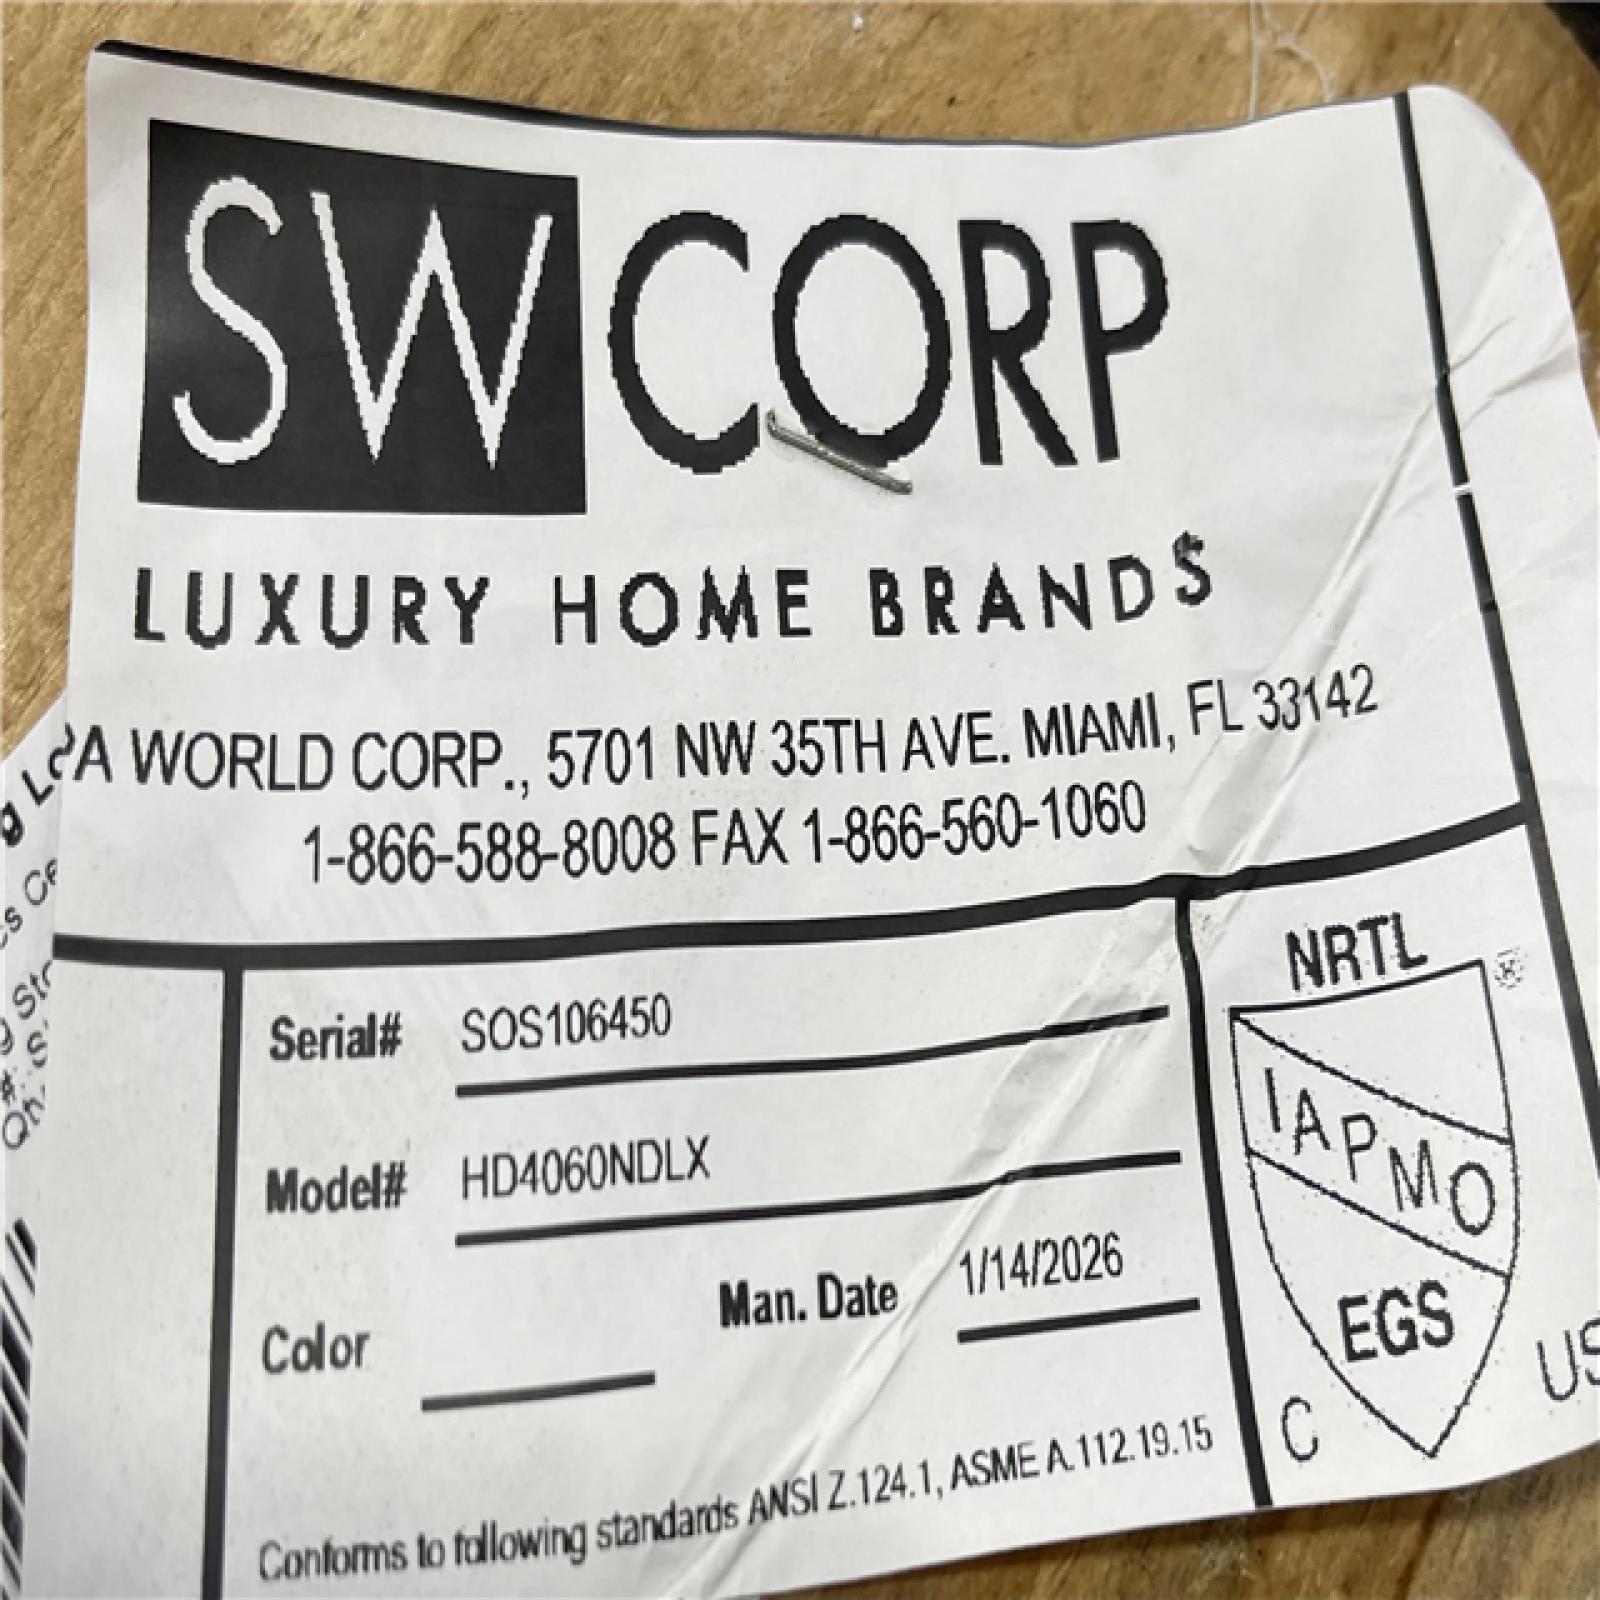 SW CORP
LUXURY HOME BRANDS
A WORLD CORP., 5701 NW 35TH AVE. MIAMI, FL 33142
1-866-588-8008 FAX 1-866-560-1060
Serial# SOS106450
Model# HD4060NDLX
Color
Man. Date 1/14/2026
Conforms to following standards ANSI Z.124.1, ASME A.112.19.15
NRTL
®
IAPMO
EGS
C
US